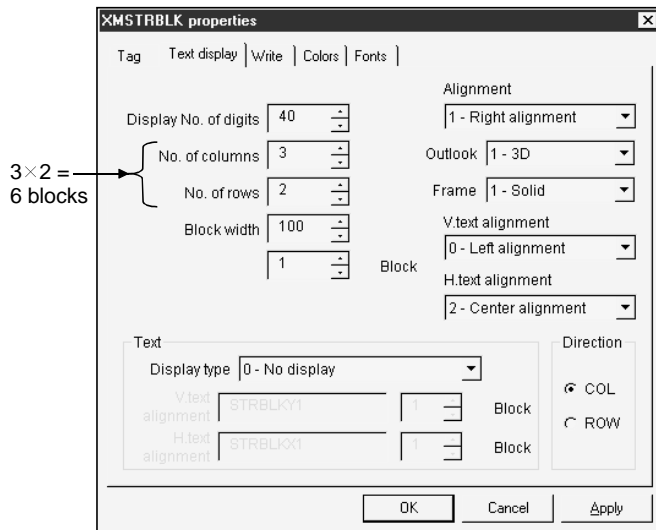 XMSTRBLK properties
Tag Text display Write Colors Fonts
Alignment
Display No. of digits 40 1 - Right alignment
3×2 =
6 blocks
No. of columns 3 Outlook 1 - 3D
No. of rows 2 Frame 1 - Solid
Block width 100 V.text alignment
0 - Left alignment
1 Block
H.text alignment
2 - Center alignment
Text Direction
Display type 0 - No display
V.text
alignment STRBLKY1 1 Block
COL
H.text
alignment STRBLKX1 1 Block
ROW
OK Cancel Apply